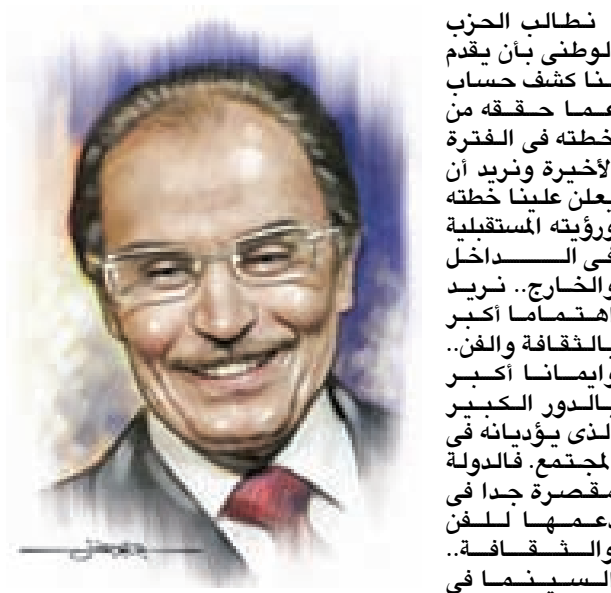 نطالب الحزب
لوطنى بأن يقدم
لنا كشف حساب
عما حققه من
خطته فى الفترة
لأخيرة ونريد أن
يعلن علينا خطته
ورؤيته المستقبلية
فى الداخل
والخارج.. نريد
اهتماما أكبر
بالثقافة والفن..
وايمانا أكبر
بالدور الكبير
لذى يؤديانه فى
لمجتمع. فالدولة
مقصرة جدا فى
دعمها للفن
والثقافة..
السينما فى